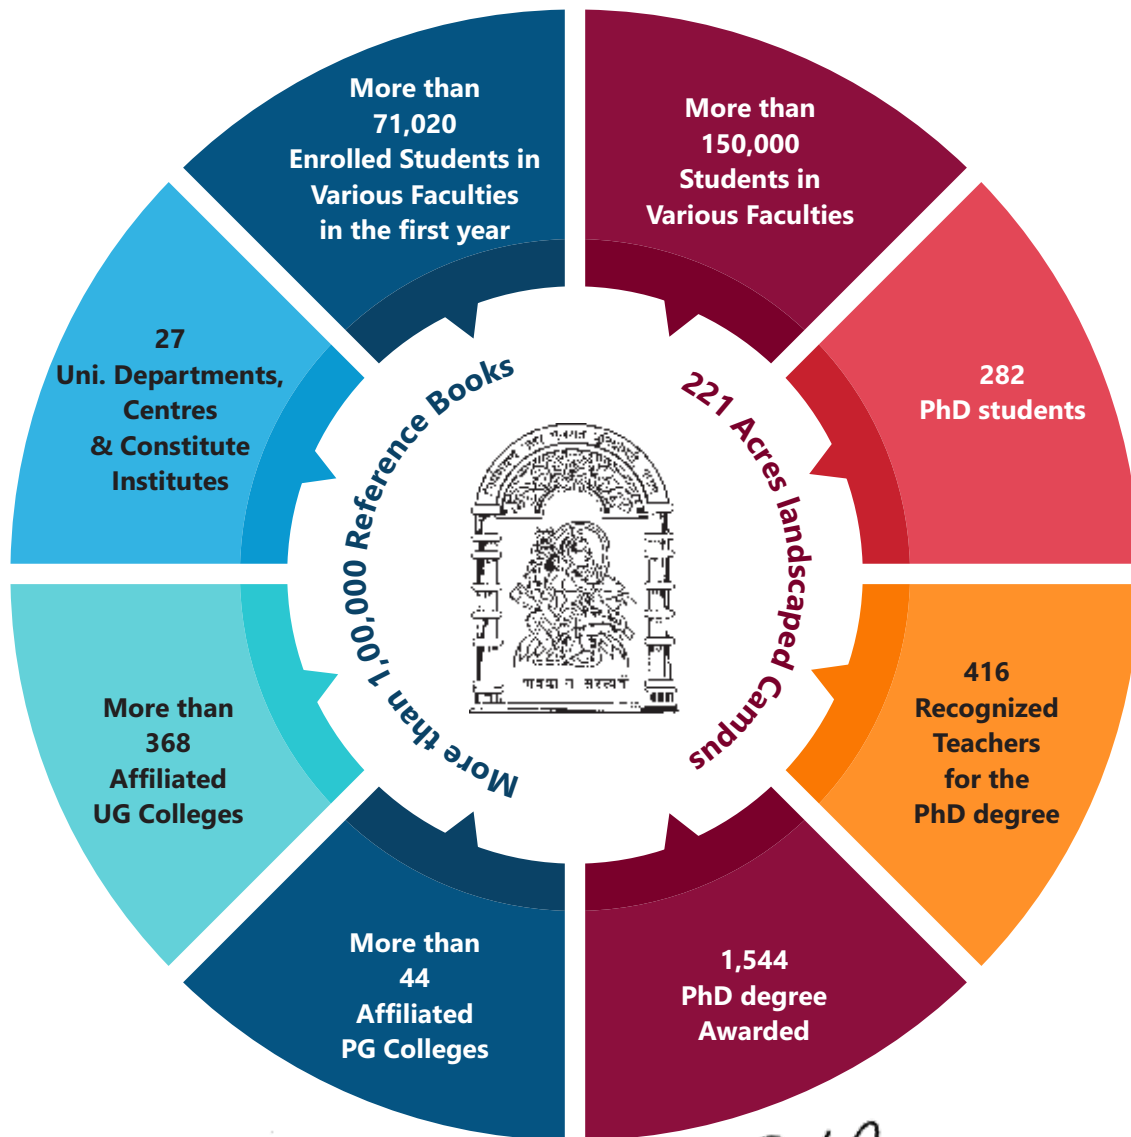 More than
71,020
Enrolled Students in
Various Faculties
in the first year
More than
150,000
Students in
Various Faculties
27
Uni. Departments,
Centres
& Constitute
Institutes
282
PhD students
More than 1,00,000 Reference Books
221 Acres landscaped Campus
More than
368
Affiliated
UG Colleges
416
Recognized
Teachers
for the
PhD degree
More than
44
Affiliated
PG Colleges
1,544
PhD degree
Awarded